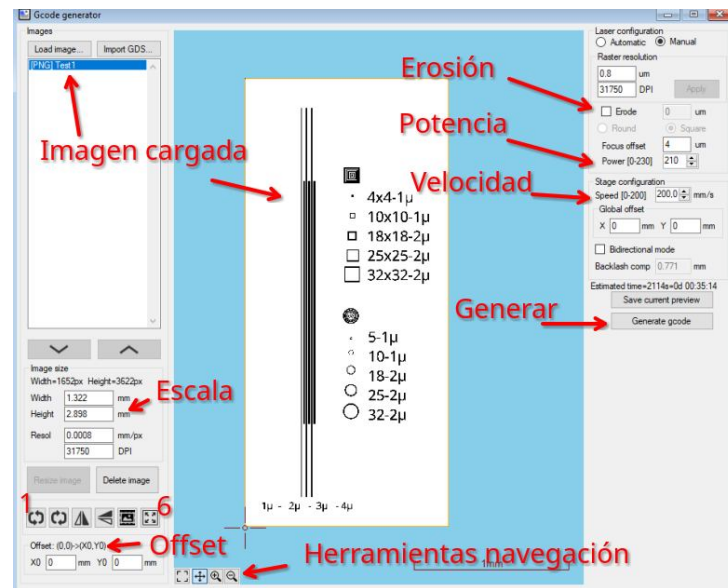 Gcode generator
Images
Load image...
Import GDS...
[PNG] Test1
Imagen cargada
Image size
Width=1652px Height=3622px
Width 1.322 mm
Height 2.898 mm
Escala
Resol 0.0008 mm/px
31750 DPI
Resize image
Delete image
1
6
Offset: (0,0)->(X0,Y0)
Offset
X0 0 mm Y0 0 mm
4x4-1µ
10x10-1µ
18x18-2µ
25x25-2µ
32x32-2µ
5-1µ
10-1µ
18-2µ
25-2µ
32-2µ
1µ - 2µ - 3µ - 4µ
Herramientas navegación
1mm
Laser configuration
Automatic Manual
Raster resolution
0.8 um
31750 DPI Apply
Erosión
Erode 0 um
Round Square
Potencia
Focus offset 4 um
Power [0-230] 210
Velocidad
Stage configuration
Speed [0-200] 200,0 mm/s
Global offset
X 0 mm Y 0 mm
Bidirectional mode
Backlash comp 0.771 mm
Estimated time=2114s=0d 00:35:14
Save current preview
Generar
Generate gcode